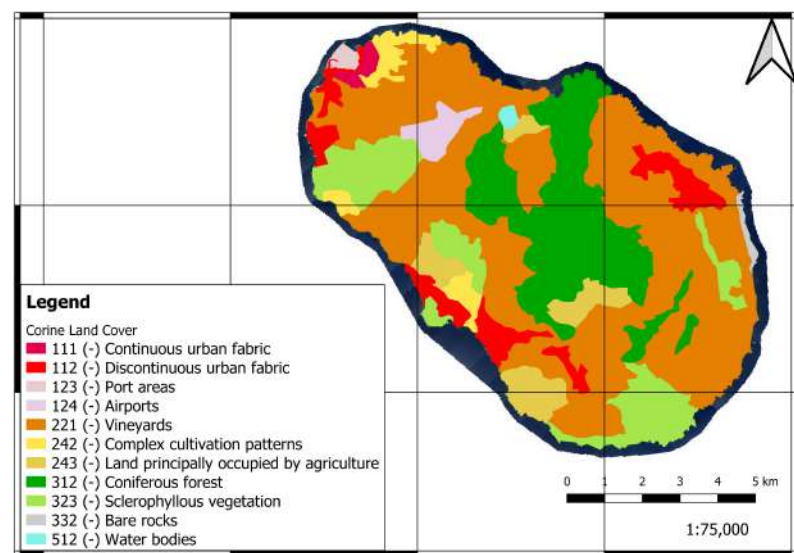 Legend
Corine Land Cover
111 (-) Continuous urban fabric
112 (-) Discontinuous urban fabric
123 (-) Port areas
124 (-) Airports
221 (-) Vineyards
242 (-) Complex cultivation patterns
243 (-) Land principally occupied by agriculture
312 (-) Coniferous forest
323 (-) Sclerophyllous vegetation
332 (-) Bare rocks
512 (-) Water bodies
0 1 2 3 4 5 km
1:75,000